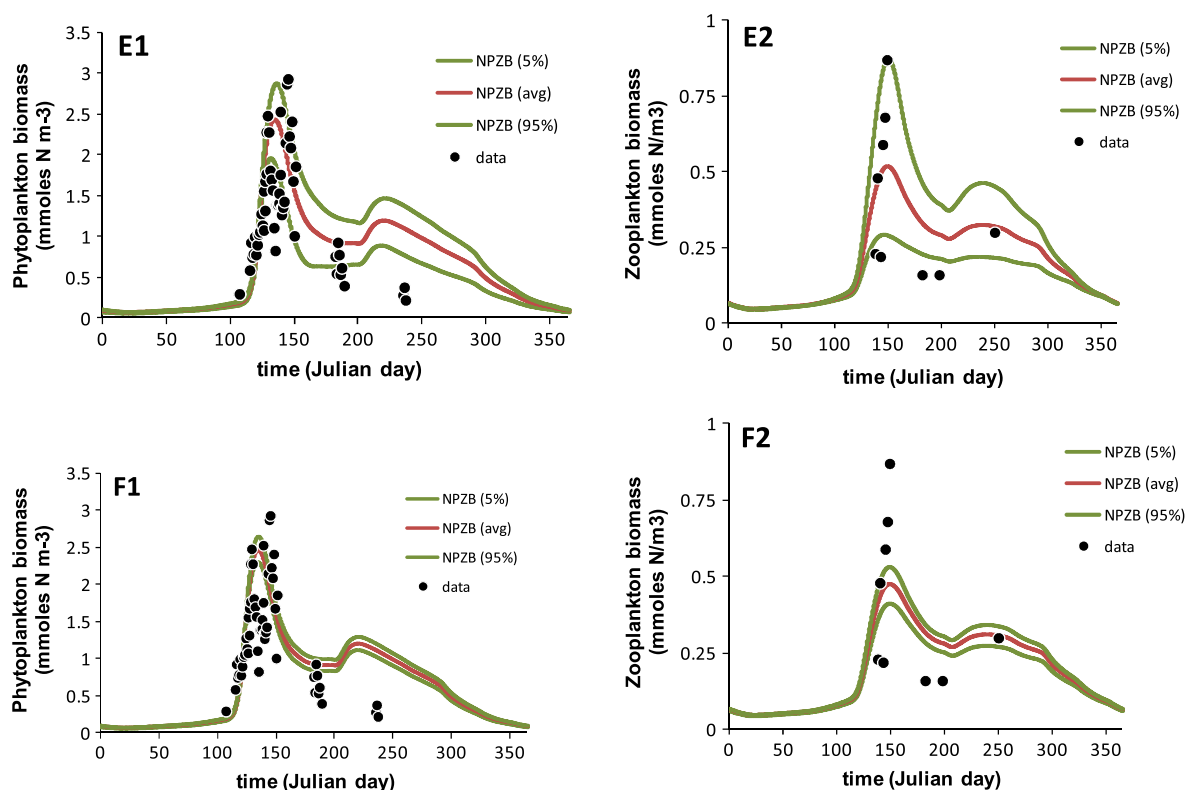 E1
Phytoplankton biomass
(mmoles N m-3)
3.5
3
2.5
2
1.5
1
0.5
0
0 50 100 150 200 250 300 350
time (Julian day)
NPZB (5%)
NPZB (avg)
NPZB (95%)
data
E2
Zooplankton biomass
(mmoles N/m3)
1
0.75
0.5
0.25
0
0 50 100 150 200 250 300 350
time (Julian day)
NPZB (5%)
NPZB (avg)
NPZB (95%)
data
F1
Phytoplankton biomass
(mmoles N m-3)
3.5
3
2.5
2
1.5
1
0.5
0
0 50 100 150 200 250 300 350
time (Julian day)
NPZB (5%)
NPZB (avg)
NPZB (95%)
data
F2
Zooplankton biomass
(mmoles N/m3)
1
0.75
0.5
0.25
0
0 50 100 150 200 250 300 350
time (Julian day)
NPZB (5%)
NPZB (avg)
NPZB (95%)
data